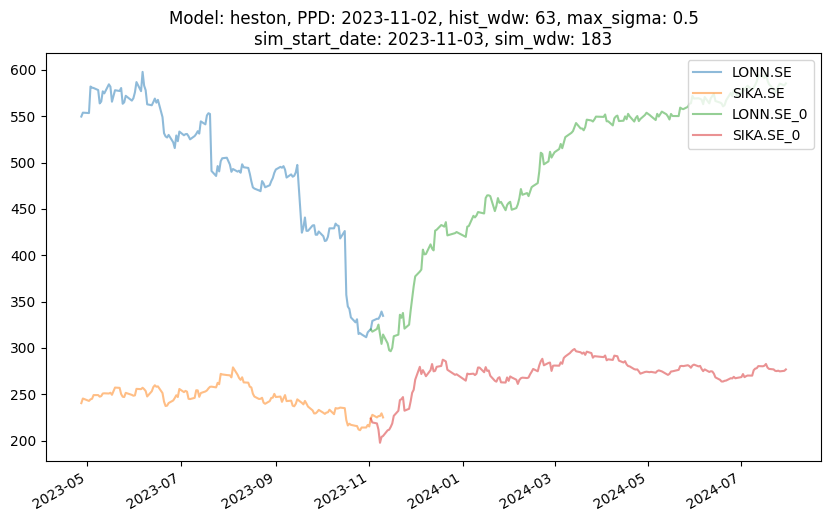 Model: heston, PPD: 2023-11-02, hist_wdw: 63, max_sigma: 0.5
sim_start_date: 2023-11-03, sim_wdw: 183
LONN.SE
SIKA.SE
LONN.SE_0
SIKA.SE_0
600
550
500
450
400
350
300
250
200
2023-05
2023-07
2023-09
2023-11
2024-01
2024-03
2024-05
2024-07